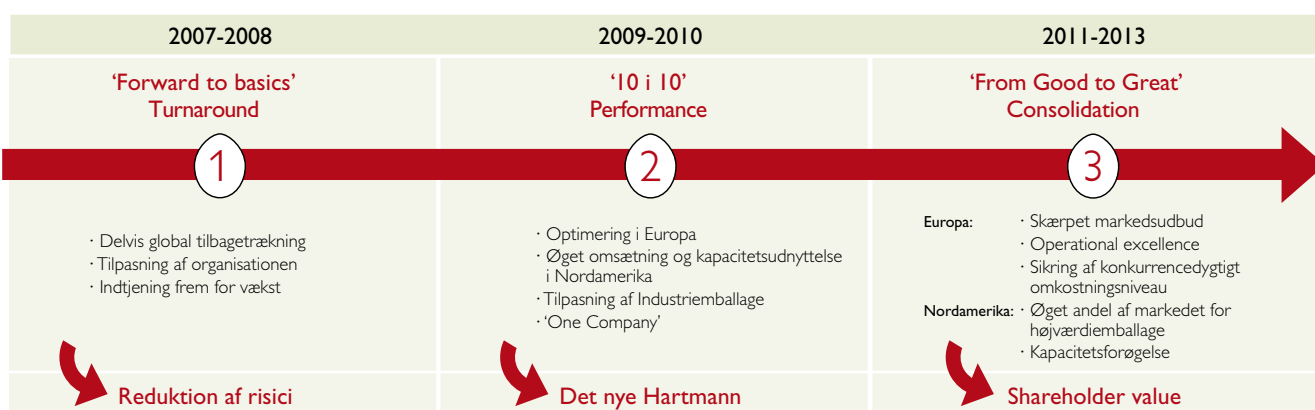 2007-2008
'Forward to basics'
Turnaround
1
· Delvis global tilbagetrækning
· Tilpasning af organisationen
· Indtjening frem for vækst
Reduktion af risici
2009-2010
'10 i 10'
Performance
2
· Optimering i Europa
· Øget omsætning og kapacitetsudnyttelse
i Nordamerika
· Tilpasning af Industriemballage
· 'One Company'
Det nye Hartmann
2011-2013
'From Good to Great'
Consolidation
3
Europa: · Skærpet markedsudbud
· Operational excellence
· Sikring af konkurrencedygtigt
omkostningsniveau
Nordamerika: · Øget andel af markedet for
højværdiemballage
· Kapacitetsforøgelse
Shareholder value